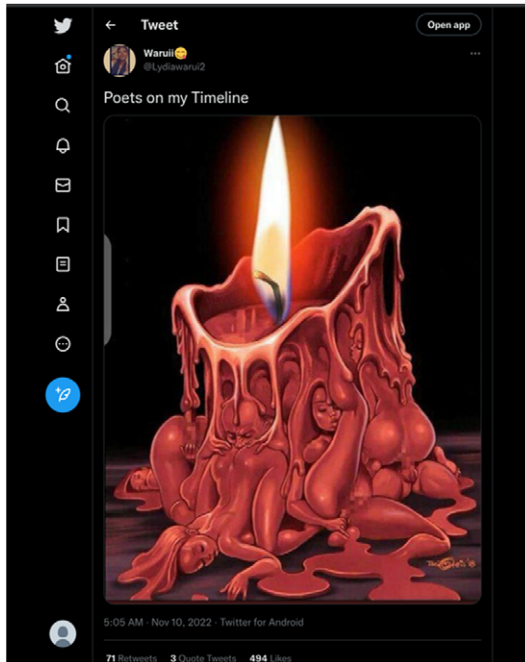 Tweet
Open app
Waruii😋
@Lydiawarui2
Poets on my Timeline
5:05 AM · Nov 10, 2022 · Twitter for Android
71 Retweets 3 Quote Tweets 494 Likes